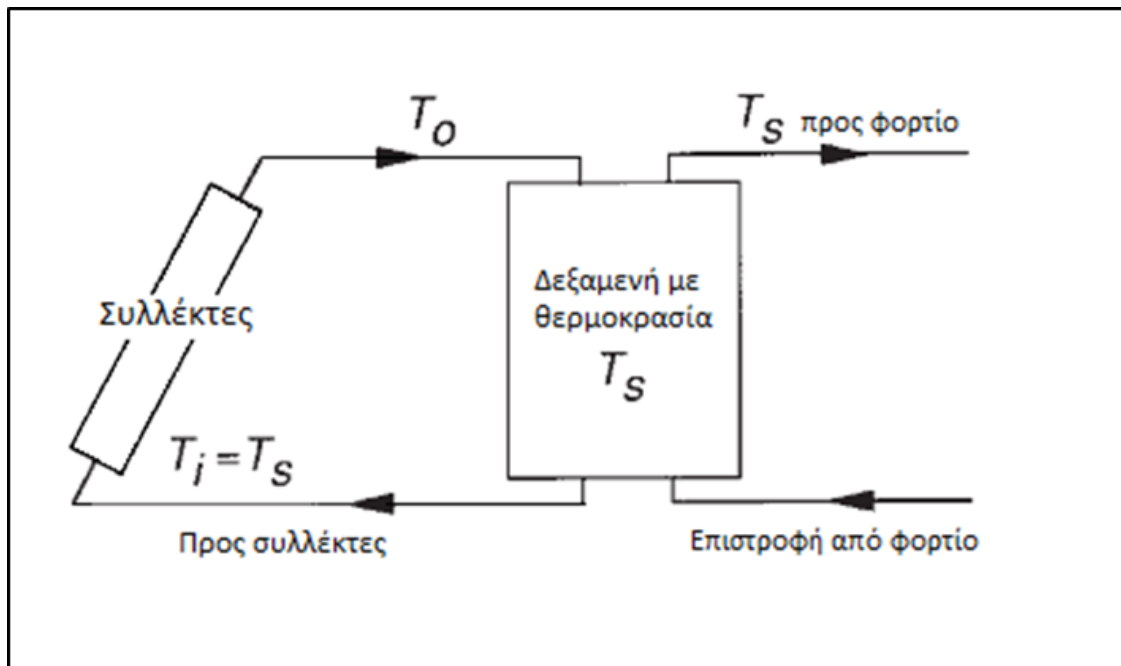 T_o
T_s προς φορτίο
Δεξαμενή με
θερμοκρασία
T_s
Συλλέκτες
T_i = T_s
Προς συλλέκτες
Επιστροφή από φορτίο